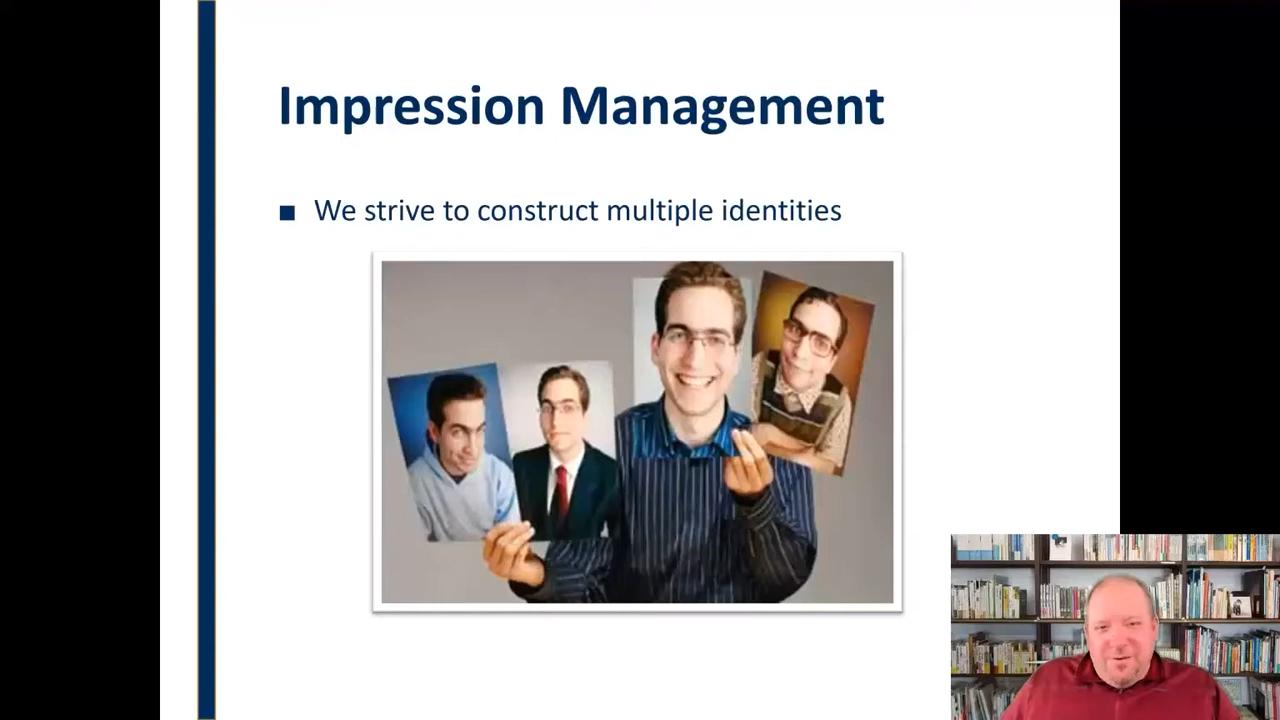 Impression Management
We strive to construct multiple identities